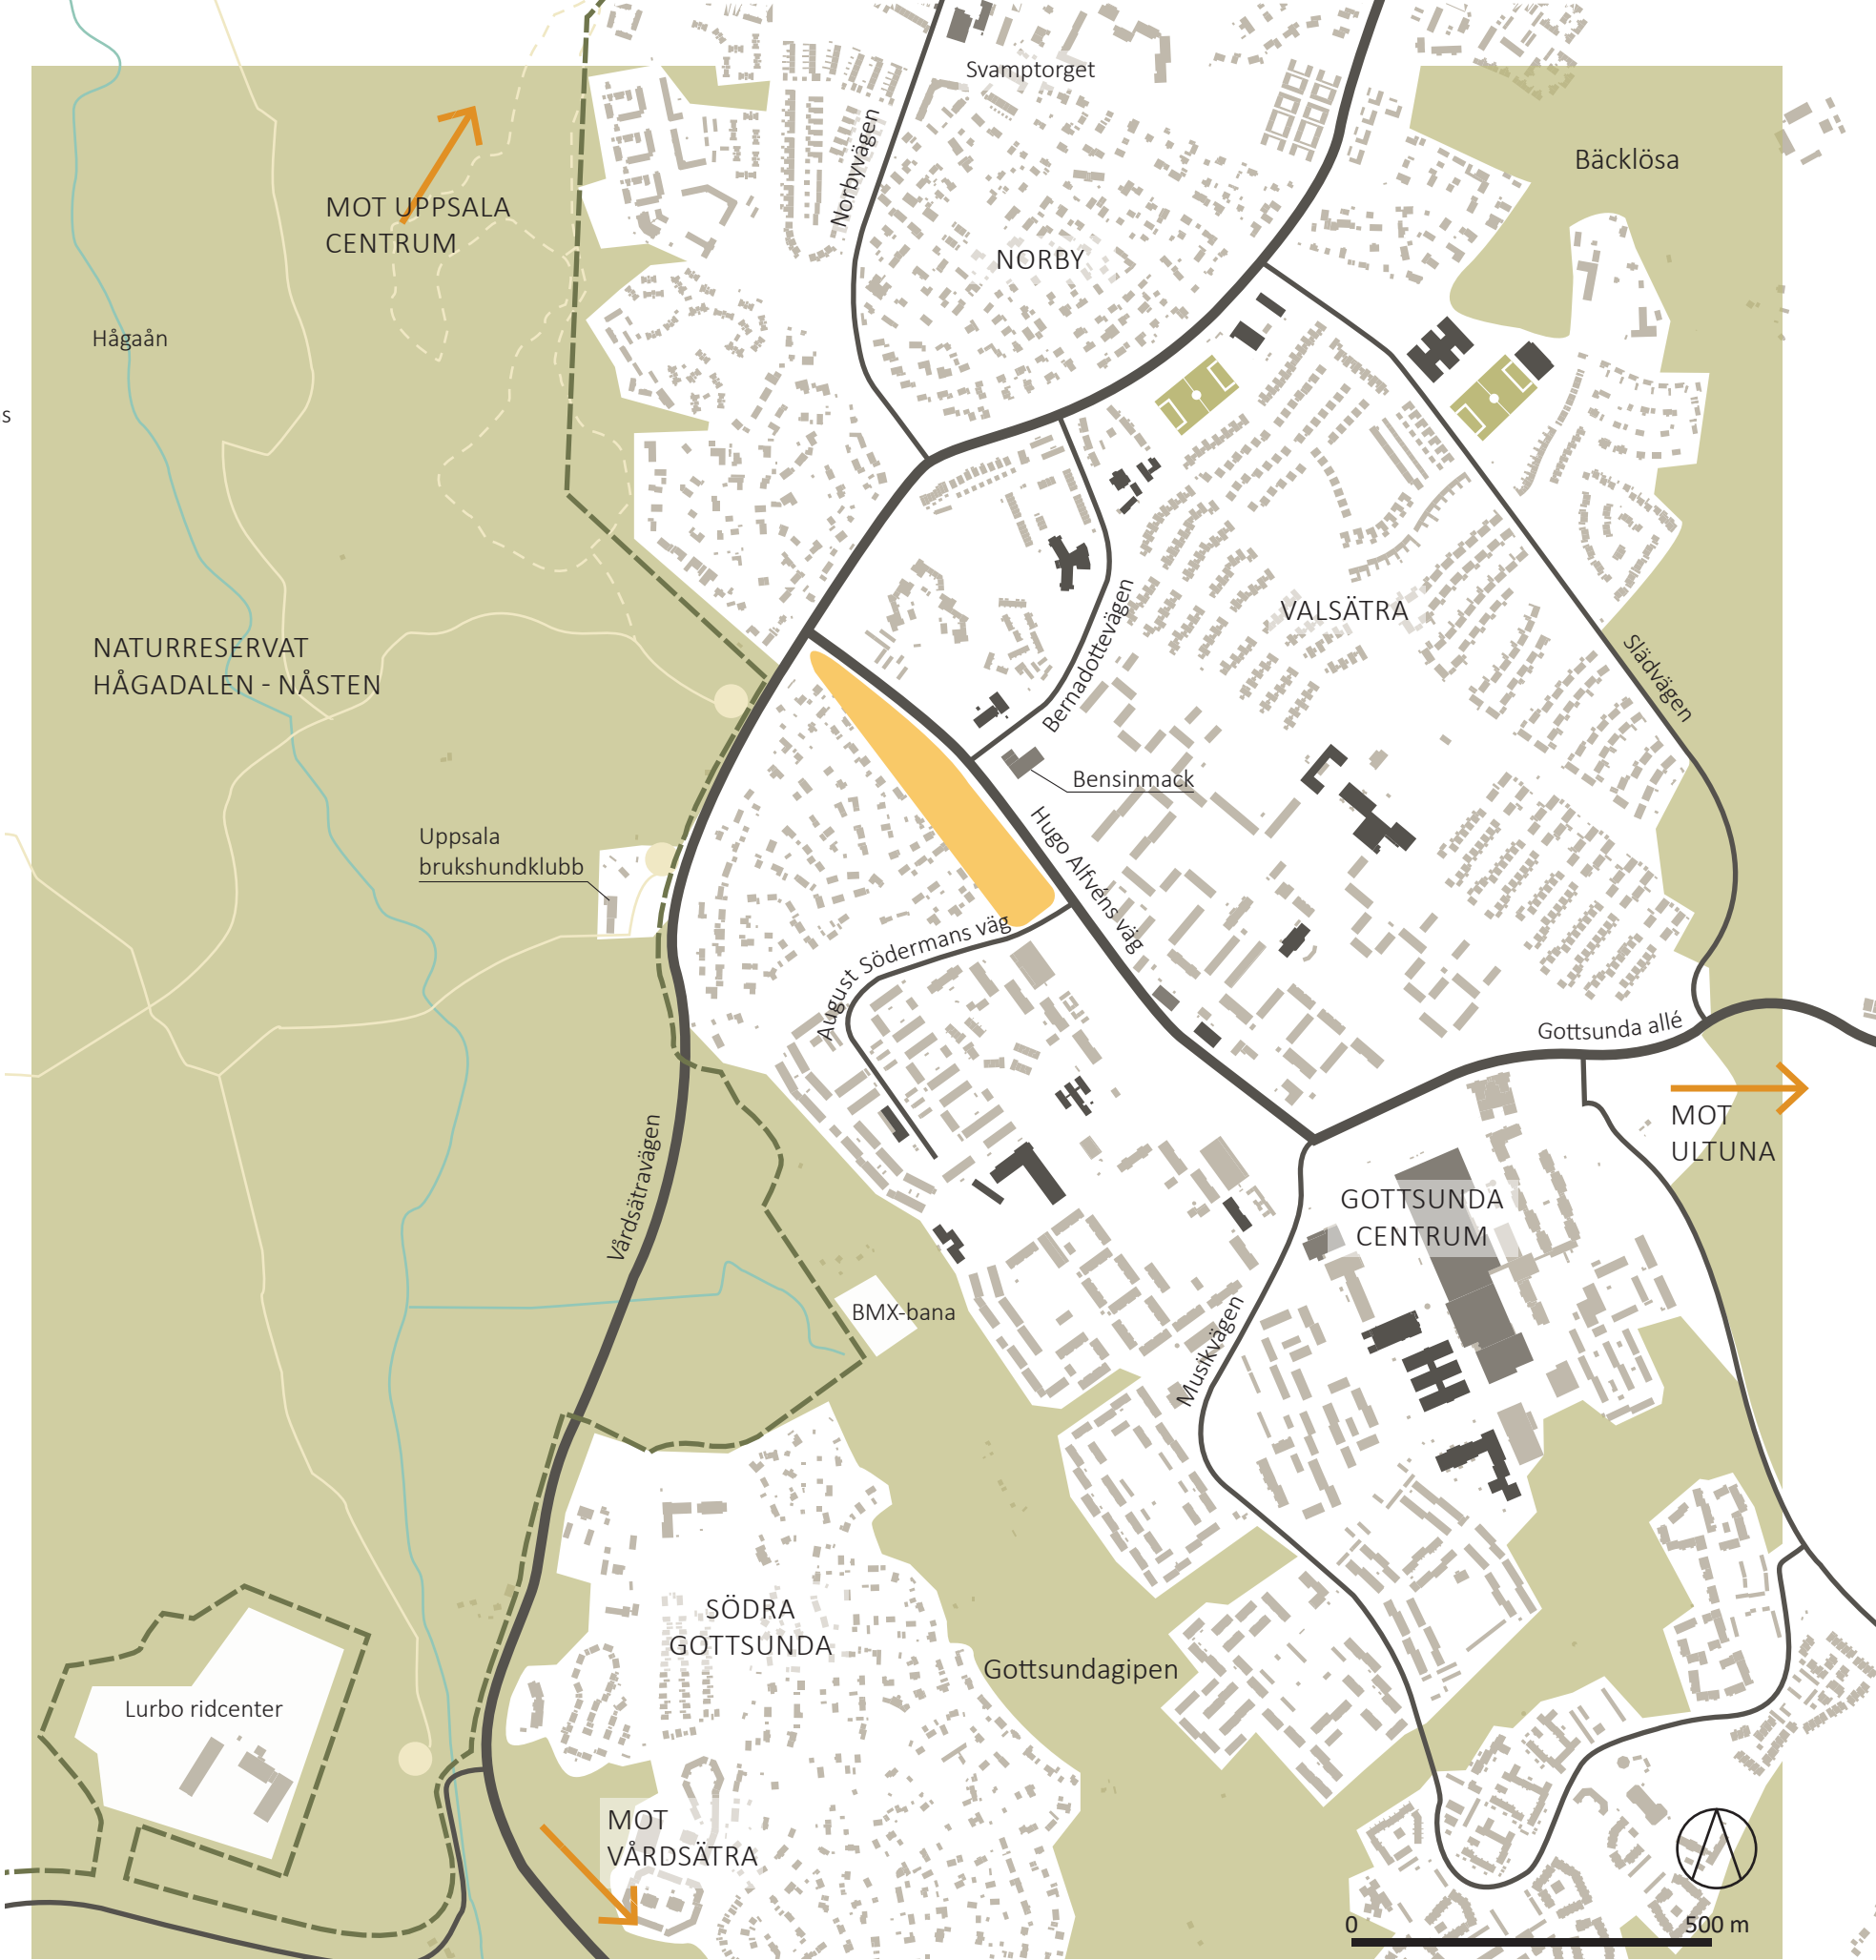 Svamptorget
Norbyvägen
Bäcklösa
MOT UPPSALA
CENTRUM
NORBY
Hågaån
s
NATURRESERVAT
HÅGADALEN - NÅSTEN
VALSÄTRA
Bernadottevägen
Slädvägen
Bensinmack
Uppsala
brukshundklubb
Hugo Alfvéns väg
August Södermans väg
Gottsunda allé
MOT
ULTUNA
Vårdsätravägen
GOTTSUNDA
CENTRUM
BMX-bana
Musikvägen
SÖDRA
GOTTSUNDA
Gottsundagipen
Lurbo ridcenter
MOT
VÅRDSÄTRA
0 500 m